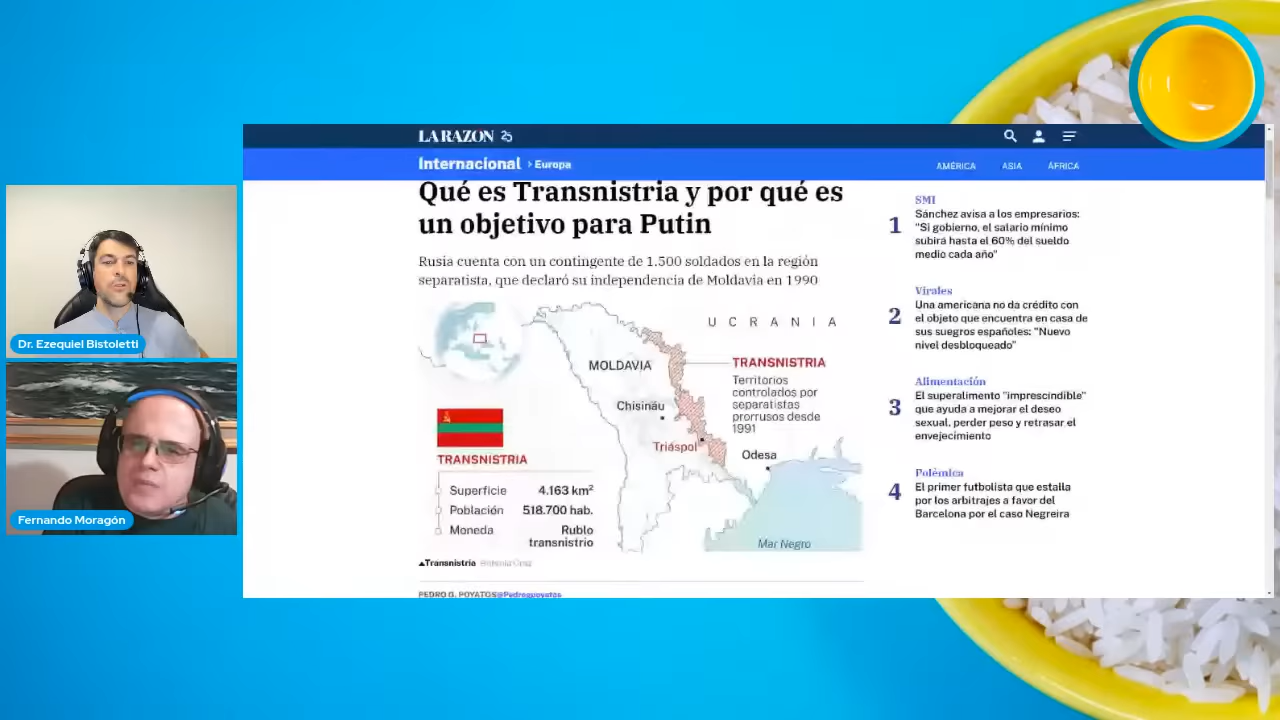 LA RAZON 25
Internacional > Europa
AMÉRICA ASIA ÁFRICA
Qué es Transnistria y por qué es
un objetivo para Putin
Rusia cuenta con un contingente de 1.500 soldados en la región
separatista, que declaró su independencia de Moldavia en 1990
UCRANIA
MOLDAVIA
TRANSNISTRIA
Territorios
controlados por
separatistas
prorrusos desde
1991
Chisináu
Triáspol
Odesa
Mar Negro
TRANSNISTRIA
Superficie 4.163 km²
Población 518.700 hab.
Moneda Rublo
transnistrio
▲Transnistria
PEDRO G. POYATOS@Pedrogpoyatos
SMI
1 Sánchez avisa a los empresarios:
"Si gobierno, el salario mínimo
subirá hasta el 60% del sueldo
medio cada año"
Virales
2 Una americana no da crédito con
el objeto que encuentra en casa de
sus suegros españoles: "Nuevo
nivel desbloqueado"
Alimentación
3 El superalimento "imprescindible"
que ayuda a mejorar el deseo
sexual, perder peso y retrasar el
envejecimiento
Polémica
4 El primer futbolista que estalla
por los arbitrajes a favor del
Barcelona por el caso Negreira
Dr. Ezequiel Bistoletti
Fernando Moragón